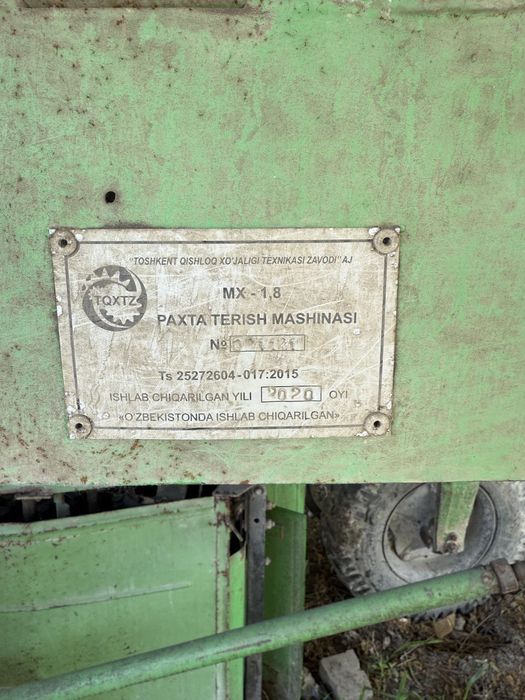 "TOSHKENT QISHLOQ XO'JALIGI TEXNIKASI ZAVODI" AJ
TQXTZ
MX - 1,8
PAXTA TERISH MASHINASI
№
Ts 25272604-017:2015
ISHLAB CHIQARILGAN YILI 2020 OYI
«O'ZBEKISTONDA ISHLAB CHIQARILGAN»